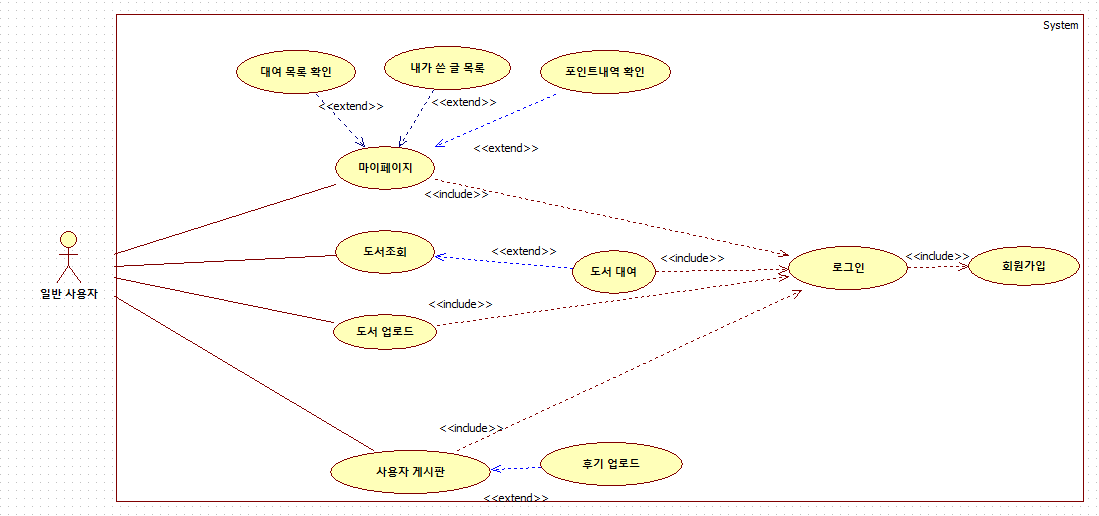 System
대여 목록 확인
내가 쓴 글 목록
포인트내역 확인
<<extend>>
<<extend>>
<<extend>>
마이페이지
<<include>>
도서조회
<<extend>>
도서 대여
<<include>>
로그인
<<include>>
회원가입
일반 사용자
<<include>>
도서 업로드
<<include>>
사용자 게시판
후기 업로드
<<extend>>